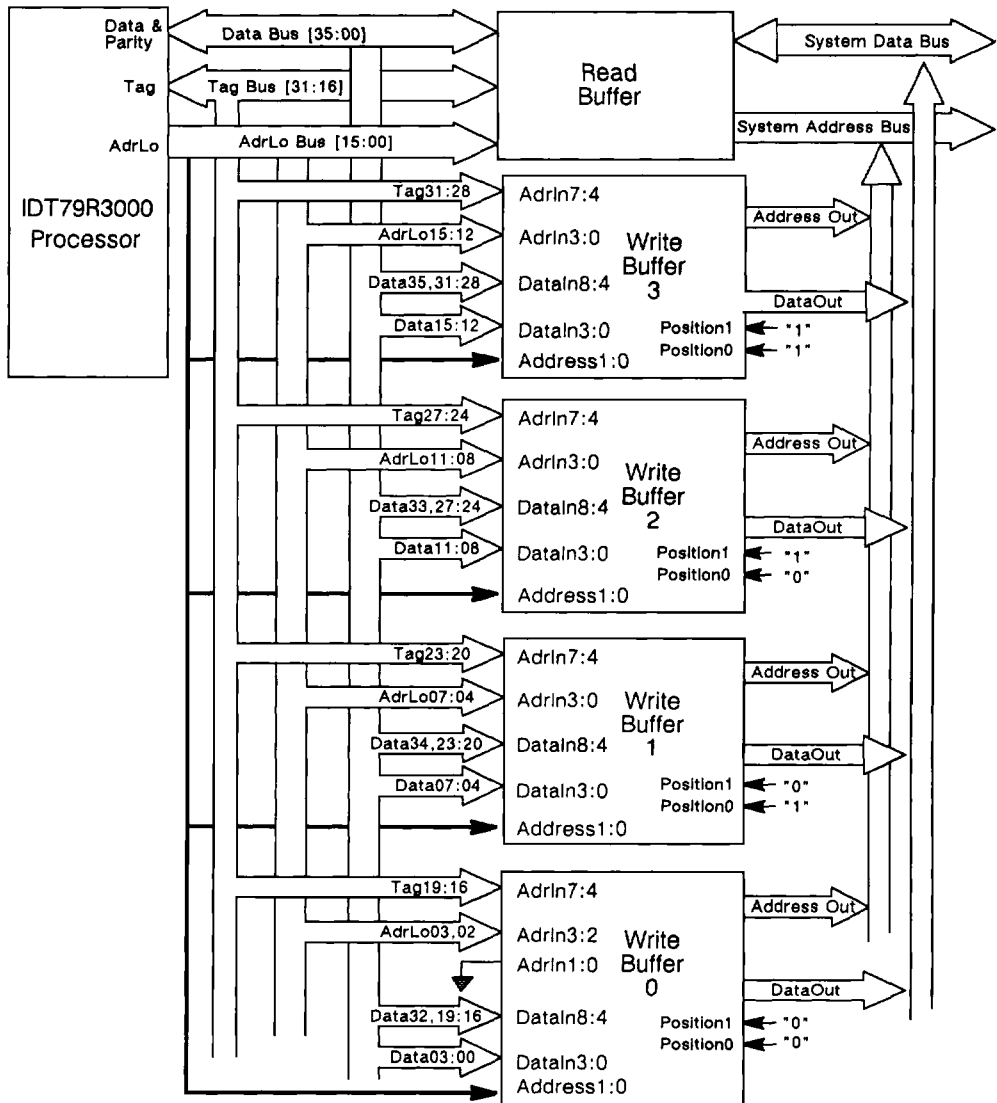 Data &
Parity
Data Bus [35:00]
System Data Bus
Tag
Tag Bus [31:16]
Read
Buffer
AdrLo
AdrLo Bus [15:00]
System Address Bus
IDT79R3000
Processor
Tag31:28
AdrIn7:4
Address Out
AdrLo15:12
AdrIn3:0
Write
Buffer
3
Data35,31:28
DataIn8:4
DataOut
Data15:12
DataIn3:0
Position1
"1"
Position0
"1"
Address1:0
Tag27:24
AdrIn7:4
Address Out
AdrLo11:08
AdrIn3:0
Write
Buffer
2
Data33,27:24
DataIn8:4
DataOut
Data11:08
DataIn3:0
Position1
"1"
Position0
"0"
Address1:0
Tag23:20
AdrIn7:4
Address Out
AdrLo07:04
AdrIn3:0
Write
Buffer
1
Data34,23:20
DataIn8:4
DataOut
Data07:04
DataIn3:0
Position1
"0"
Position0
"1"
Address1:0
Tag19:16
AdrIn7:4
Address Out
AdrLo03,02
AdrIn3:2
Write
Buffer
0
AdrIn1:0
Data32,19:16
DataIn8:4
DataOut
Data03:00
DataIn3:0
Position1
"0"
Position0
"0"
Address1:0